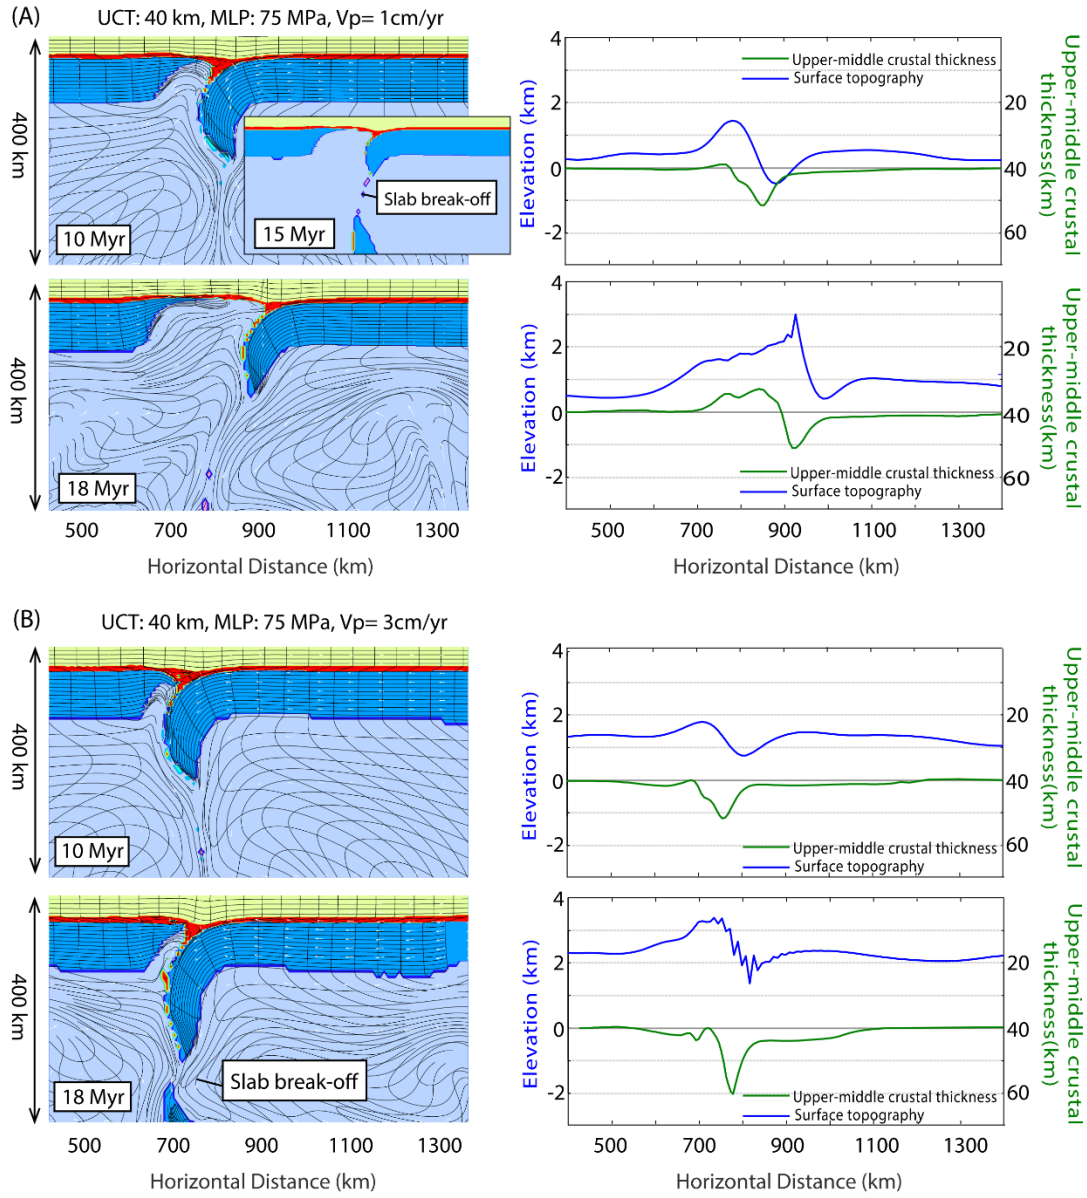 (A)
UCT: 40 km, MLP: 75 MPa, Vp= 1cm/yr
400 km
10 Myr
15 Myr
Slab break-off
4
2
0
-2
Elevation (km)
Upper-middle crustal thickness
Surface topography
20
40
60
Upper-middle crustal
thickness(km)
400 km
18 Myr
500 700 900 1100 1300
Horizontal Distance (km)
4
2
0
-2
Elevation (km)
Upper-middle crustal thickness
Surface topography
20
40
60
Upper-middle crustal
thickness(km)
500 700 900 1100 1300
Horizontal Distance (km)
(B)
UCT: 40 km, MLP: 75 MPa, Vp= 3cm/yr
400 km
10 Myr
4
2
0
-2
Elevation (km)
Upper-middle crustal thickness
Surface topography
20
40
60
Upper-middle crustal
thickness(km)
400 km
18 Myr
Slab break-off
500 700 900 1100 1300
Horizontal Distance (km)
4
2
0
-2
Elevation (km)
Upper-middle crustal thickness
Surface topography
20
40
60
Upper-middle crustal
thickness(km)
500 700 900 1100 1300
Horizontal Distance (km)